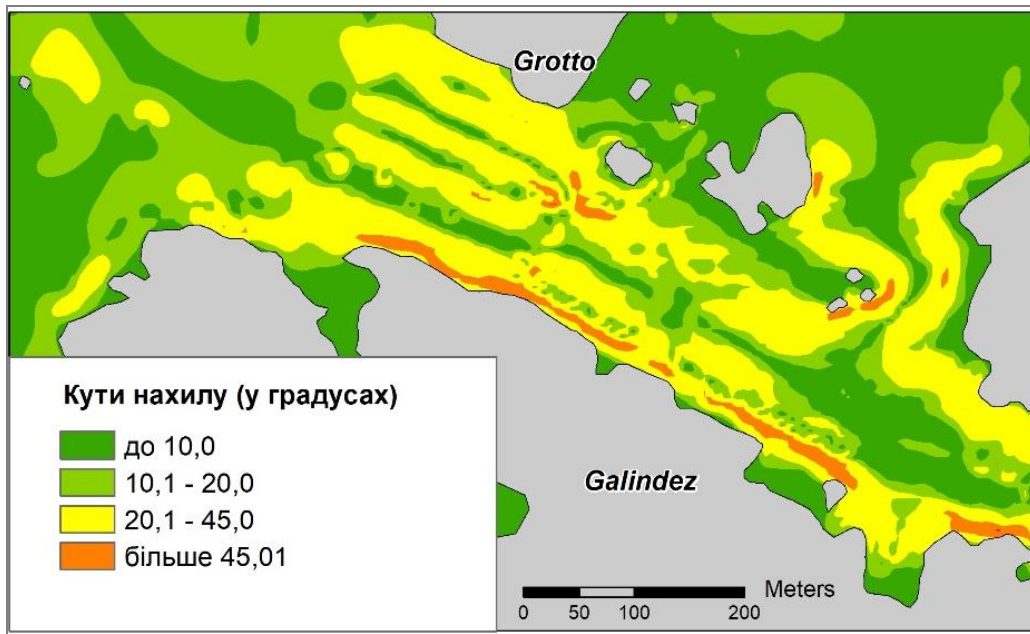 Grotto
Galindez
Кути нахилу (у градусах)
до 10,0
10,1 - 20,0
20,1 - 45,0
більше 45,01
Meters
0 50 100 200